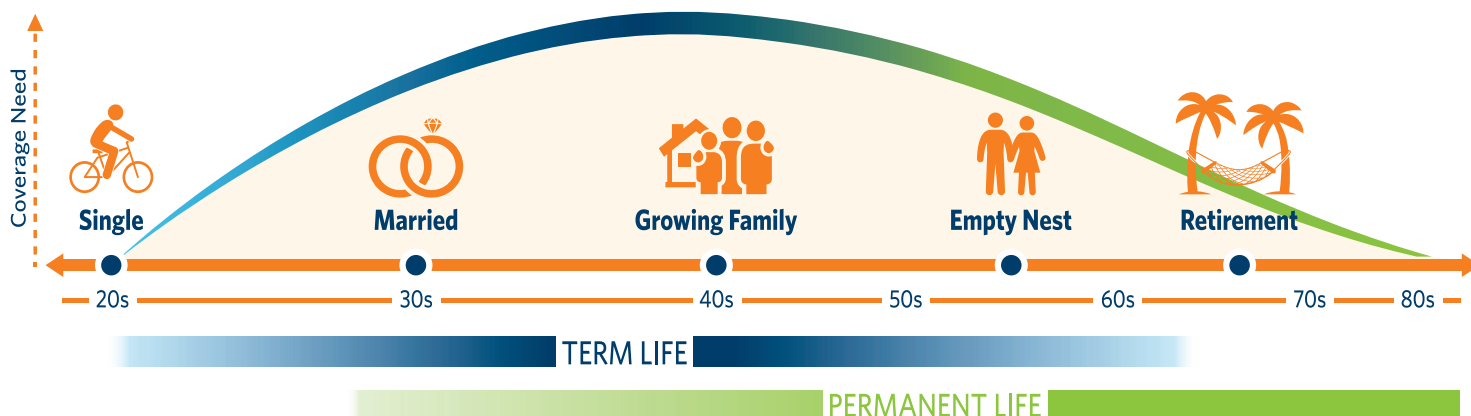 Coverage Need
Single
Married
Growing Family
Empty Nest
Retirement
20s
30s
40s
50s
60s
70s
80s
TERM LIFE
PERMANENT LIFE